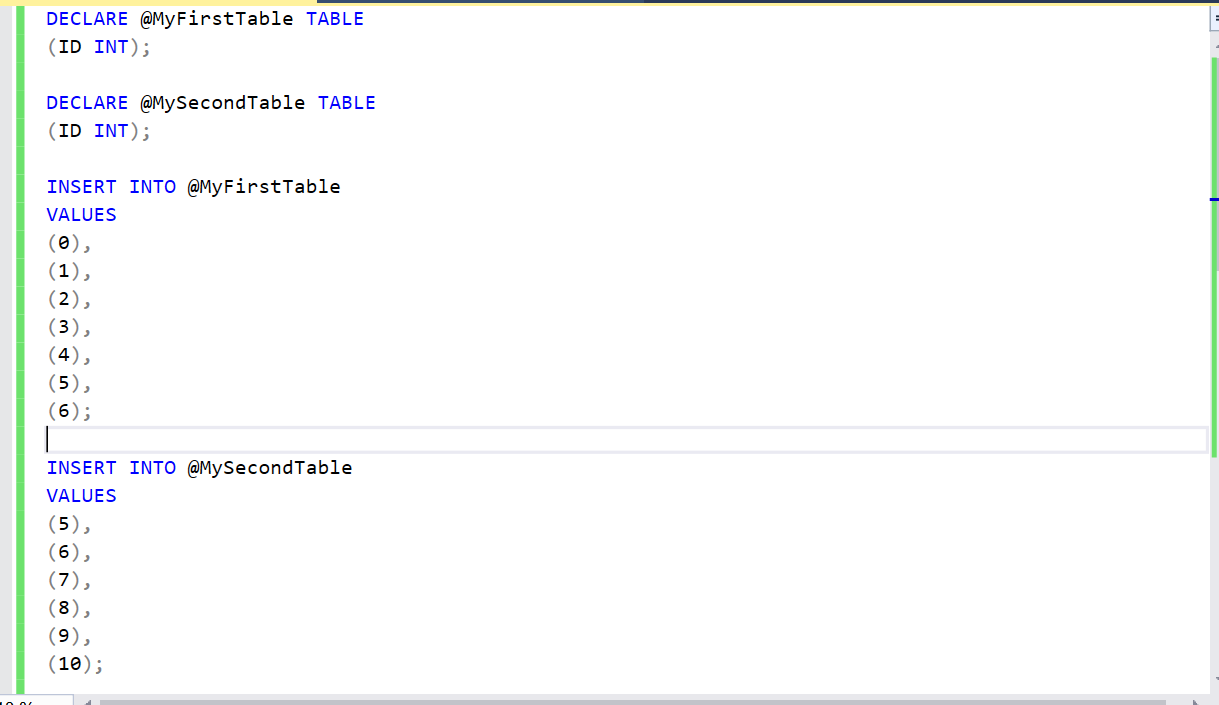 DECLARE @MyFirstTable TABLE
(ID INT);
DECLARE @MySecondTable TABLE
(ID INT);
INSERT INTO @MyFirstTable
VALUES
(0),
(1),
(2),
(3),
(4),
(5),
(6);
INSERT INTO @MySecondTable
VALUES
(5),
(6),
(7),
(8),
(9),
(10);